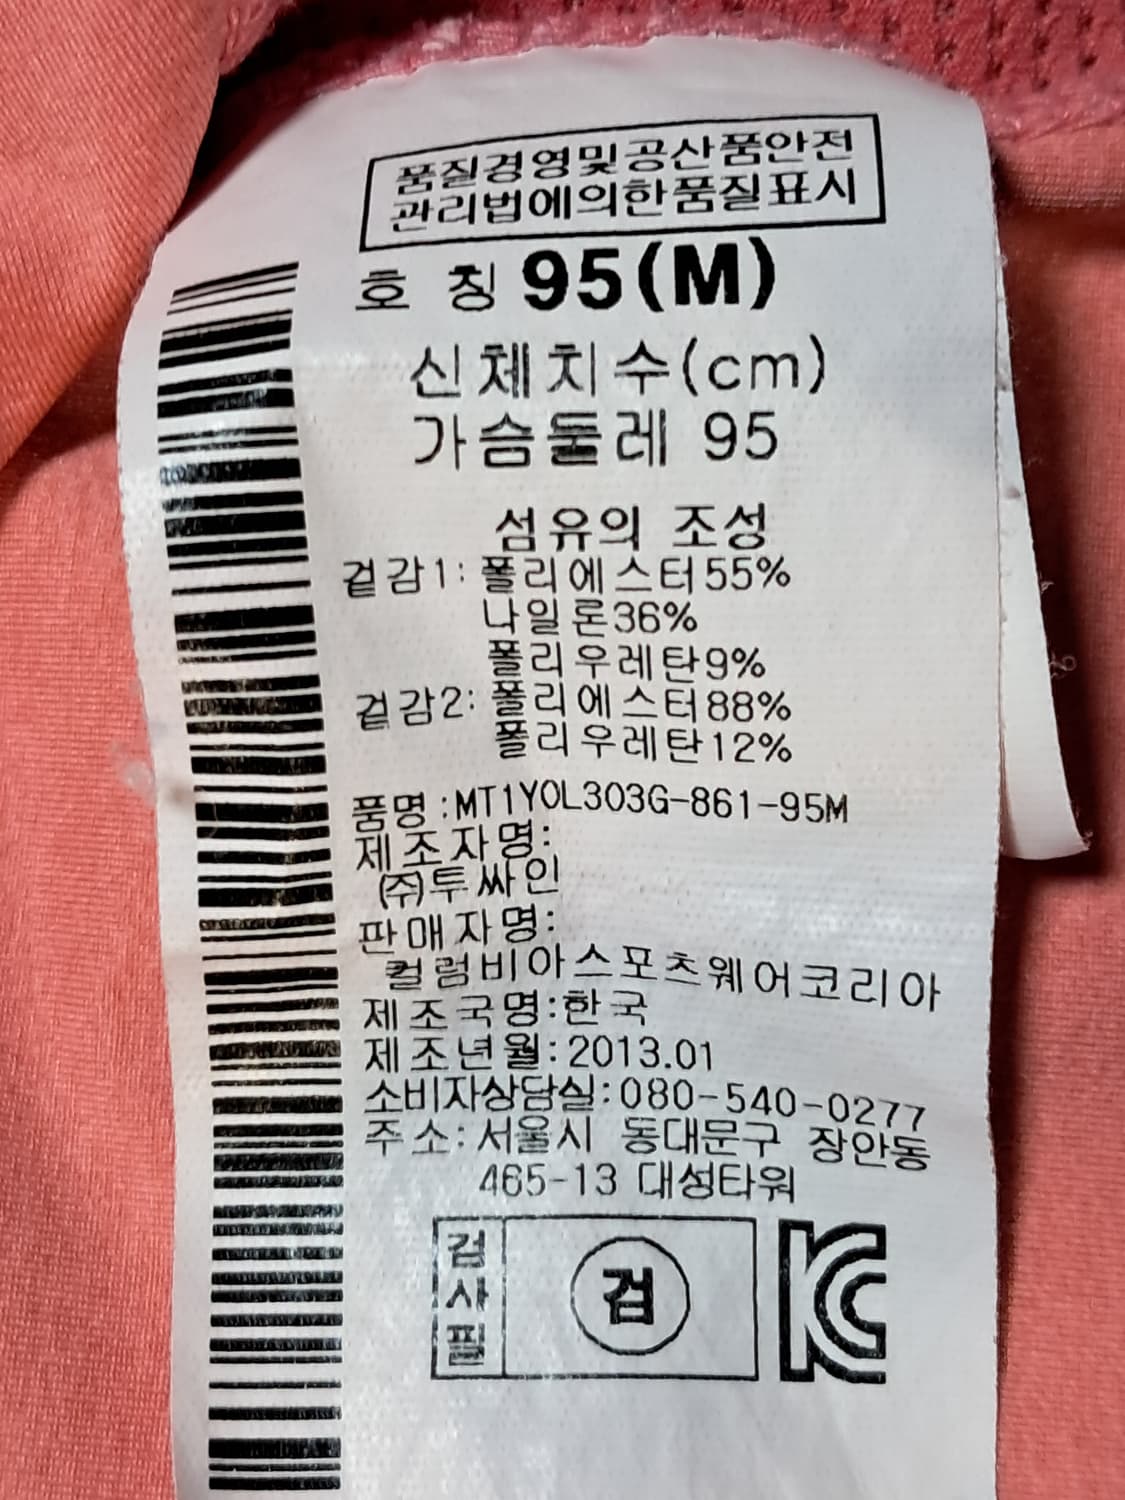 품질경영및공산품안전
관리법에의한품질표시
호 칭 95(M)
신체치수(cm)
가슴둘레 95
섬유의 조성
겉감1: 폴리에스터55%
나일론36%
폴리우레탄9%
겉감2: 폴리에스터88%
폴리우레탄12%
품명:MT1YOL303G-861-95M
제조자명:
(주)투싸인
판매자명:
컬럼비아스포츠웨어코리아
제조국명:한국
제조년월:2013.01
소비자상담실:080-540-0277
주소:서울시 동대문구 장안동
465-13 대성타워
검사필
검
KC